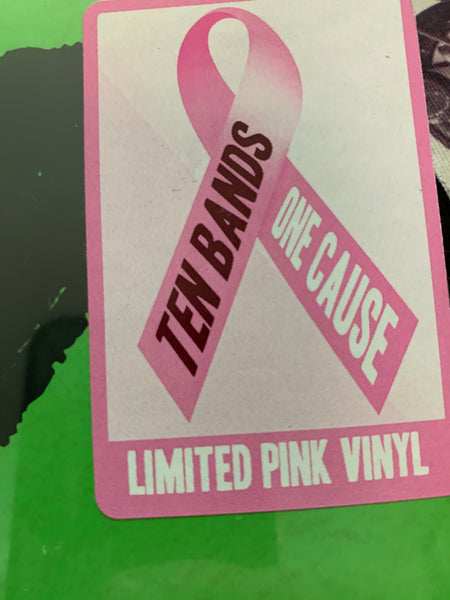 TEN BANDS
ONE CAUSE
LIMITED PINK VINYL